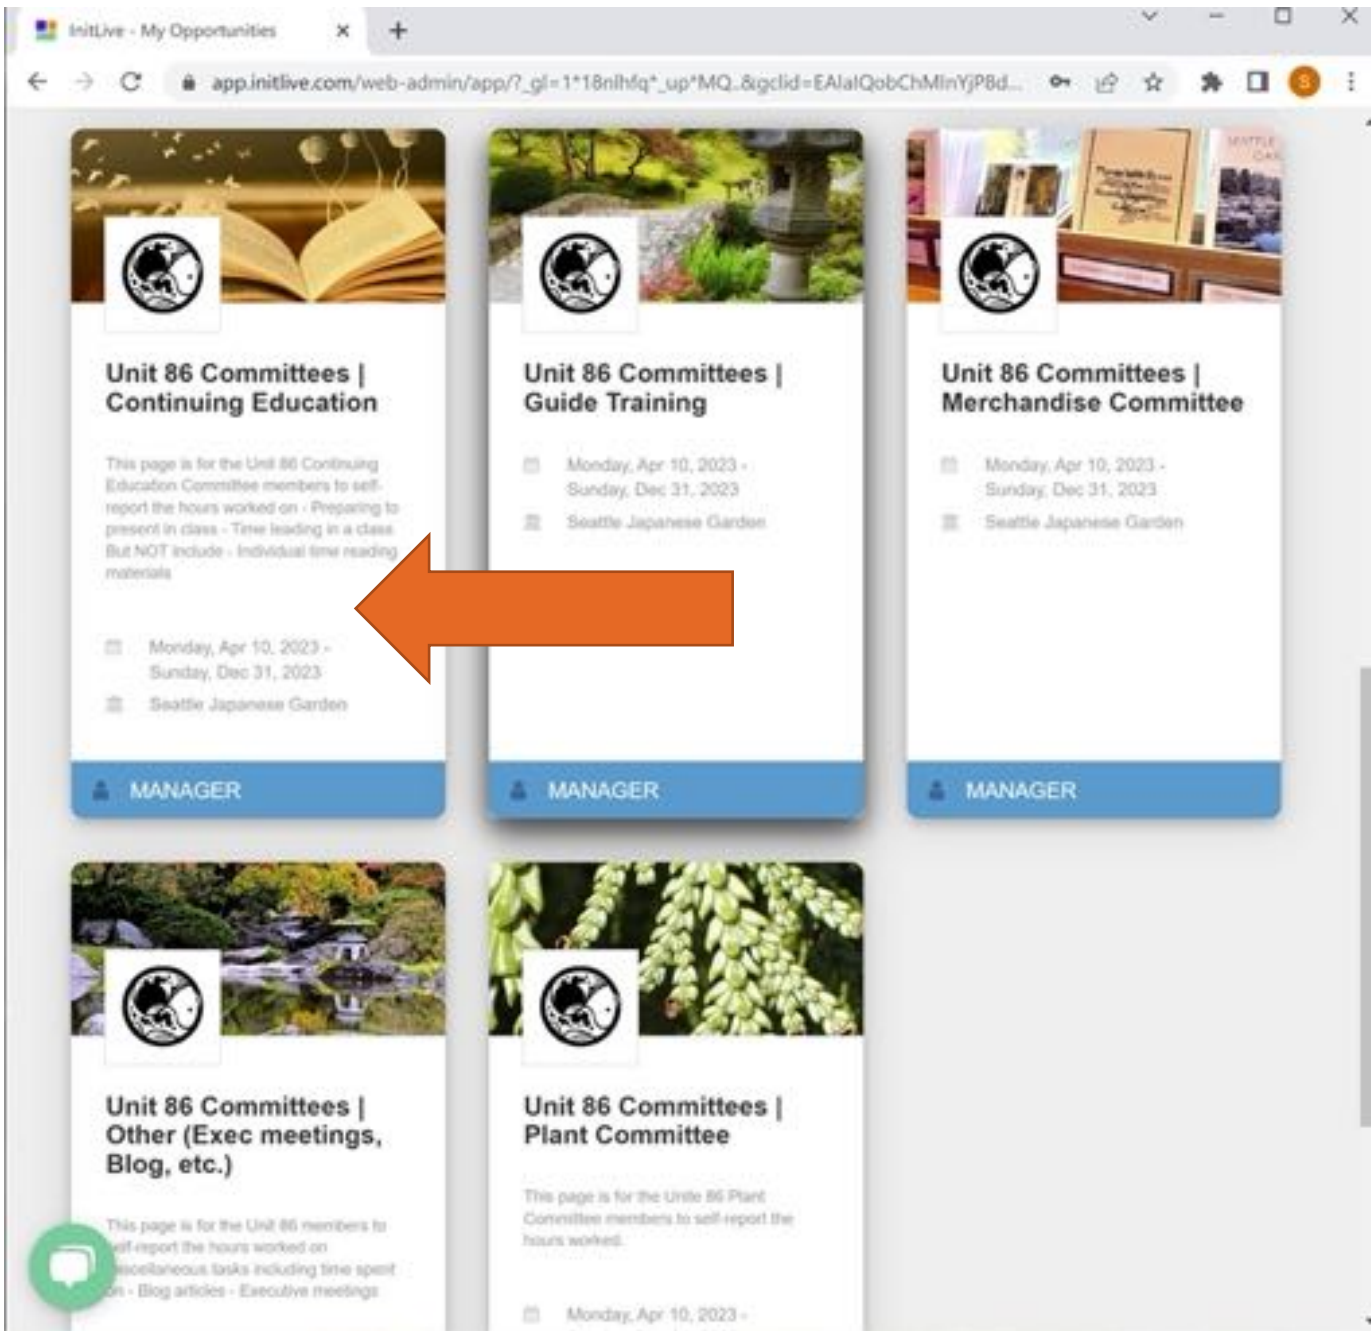 InitLive - My Opportunities
app.initlive.com/web-admin/app/?_gl=1*18nlhfq*_up*MQ..&gclid=EAIaIQobChMInYjP8d...
S
Unit 86 Committees |
Continuing Education
This page is for the Unit 86 Continuing
Education Committee members to self-
report the hours worked on - Preparing to
present in class - Time leading in a class
But NOT include - Individual time reading
materials
Monday, Apr 10, 2023 -
Sunday, Dec 31, 2023
Seattle Japanese Garden
MANAGER
Unit 86 Committees |
Guide Training
Monday, Apr 10, 2023 -
Sunday, Dec 31, 2023
Seattle Japanese Garden
MANAGER
SEATTLE
Unit 86 Committees |
Merchandise Committee
Monday, Apr 10, 2023 -
Sunday, Dec 31, 2023
Seattle Japanese Garden
MANAGER
Unit 86 Committees |
Other (Exec meetings,
Blog, etc.)
This page is for the Unit 86 members to
self-report the hours worked on
miscellaneous tasks including time spent
on - Blog articles - Executive meetings
Unit 86 Committees |
Plant Committee
This page is for the Unite 86 Plant
Committee members to self-report the
hours worked.
Monday, Apr 10, 2023 -